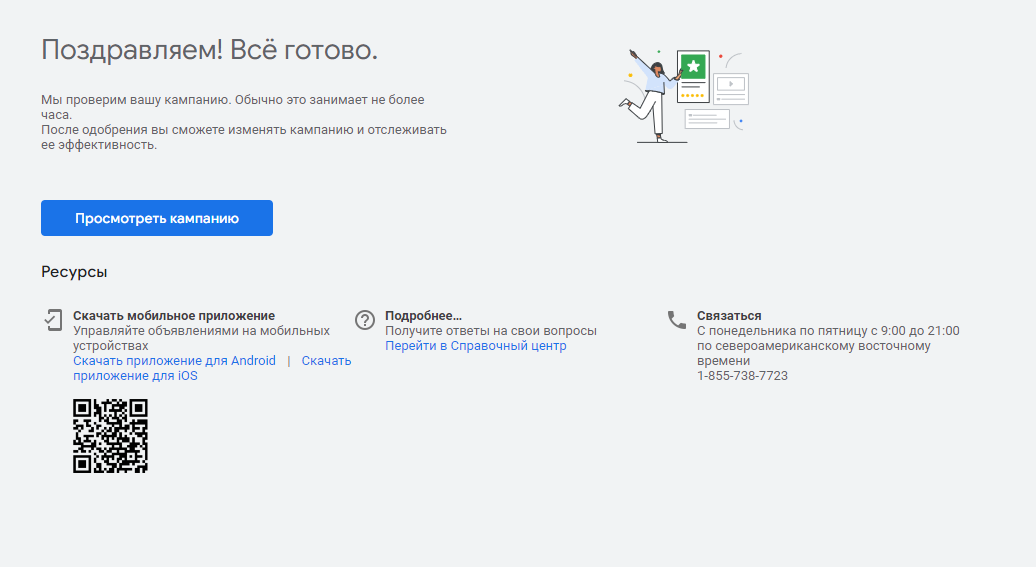 Поздравляем! Всё готово.
Мы проверим вашу кампанию. Обычно это занимает не более
часа.
После одобрения вы сможете изменять кампанию и отслеживать
ее эффективность.
Просмотреть кампанию
Ресурсы
Скачать мобильное приложение
Управляйте объявлениями на мобильных
устройствах
Скачать приложение для Android | Скачать
приложение для iOS
Подробнее…
Получите ответы на свои вопросы
Перейти в Справочный центр
Связаться
С понедельника по пятницу с 9:00 до 21:00
по североамериканскому восточному
времени
1-855-738-7723